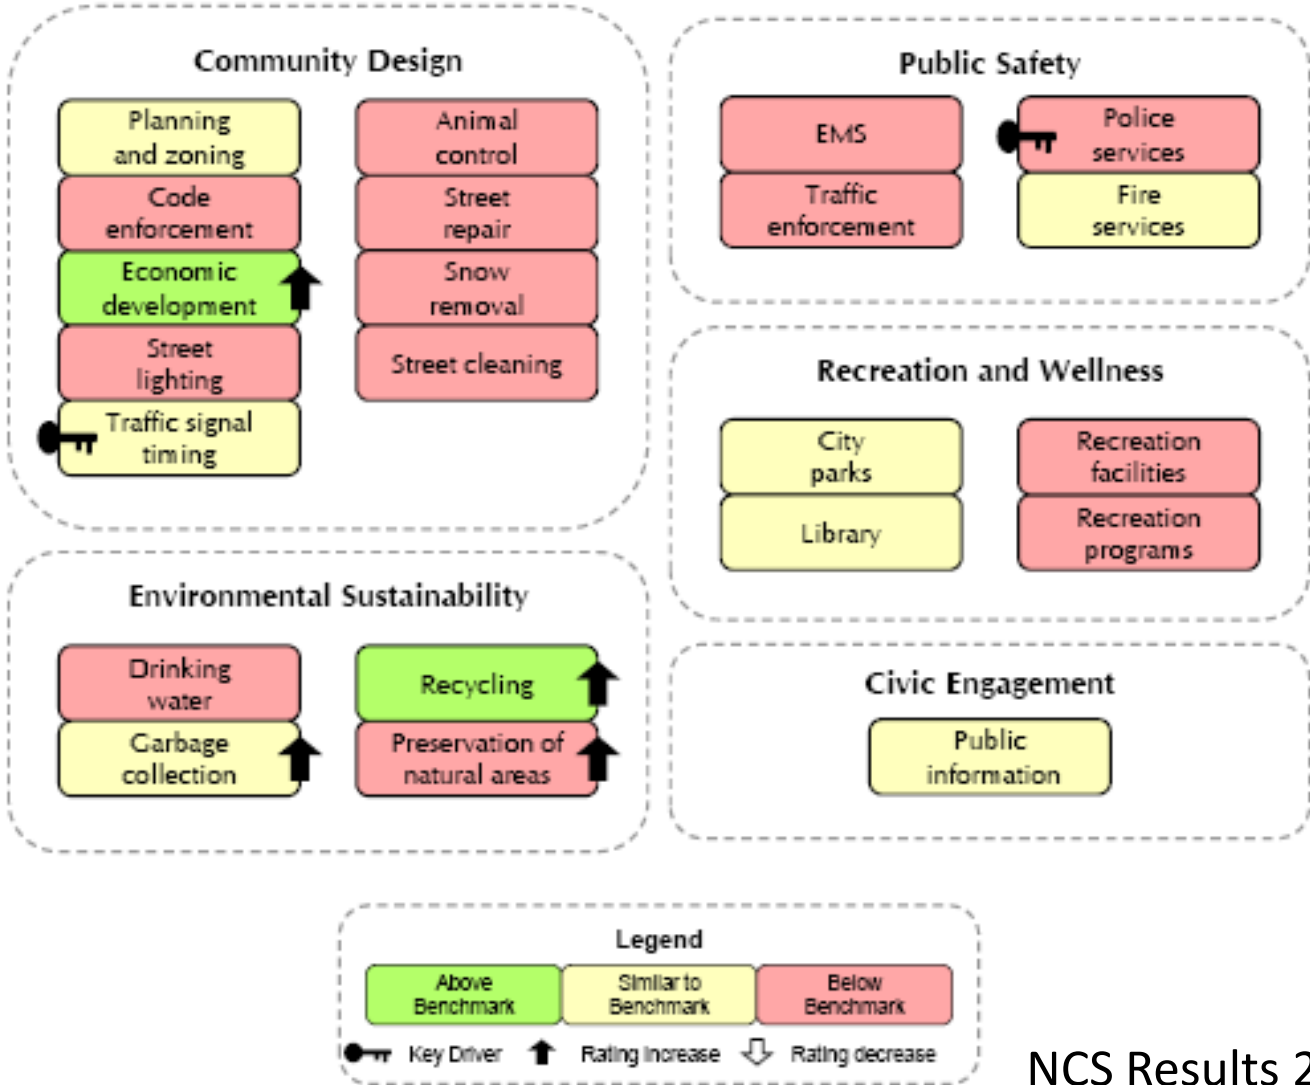 Community Design
Planning
and zoning
Code
enforcement
Economic
development
Street
lighting
Traffic signal
timing
Animal
control
Street
repair
Snow
removal
Street cleaning
Public Safety
EMS
Traffic
enforcement
Police
services
Fire
services
Recreation and Wellness
City
parks
Library
Recreation
facilities
Recreation
programs
Environmental Sustainability
Drinking
water
Garbage
collection
Recycling
Preservation of
natural areas
Civic Engagement
Public
information
Legend
Above
Benchmark
Similar to
Benchmark
Below
Benchmark
Key Driver
Rating increase
Rating decrease
NCS Results 2